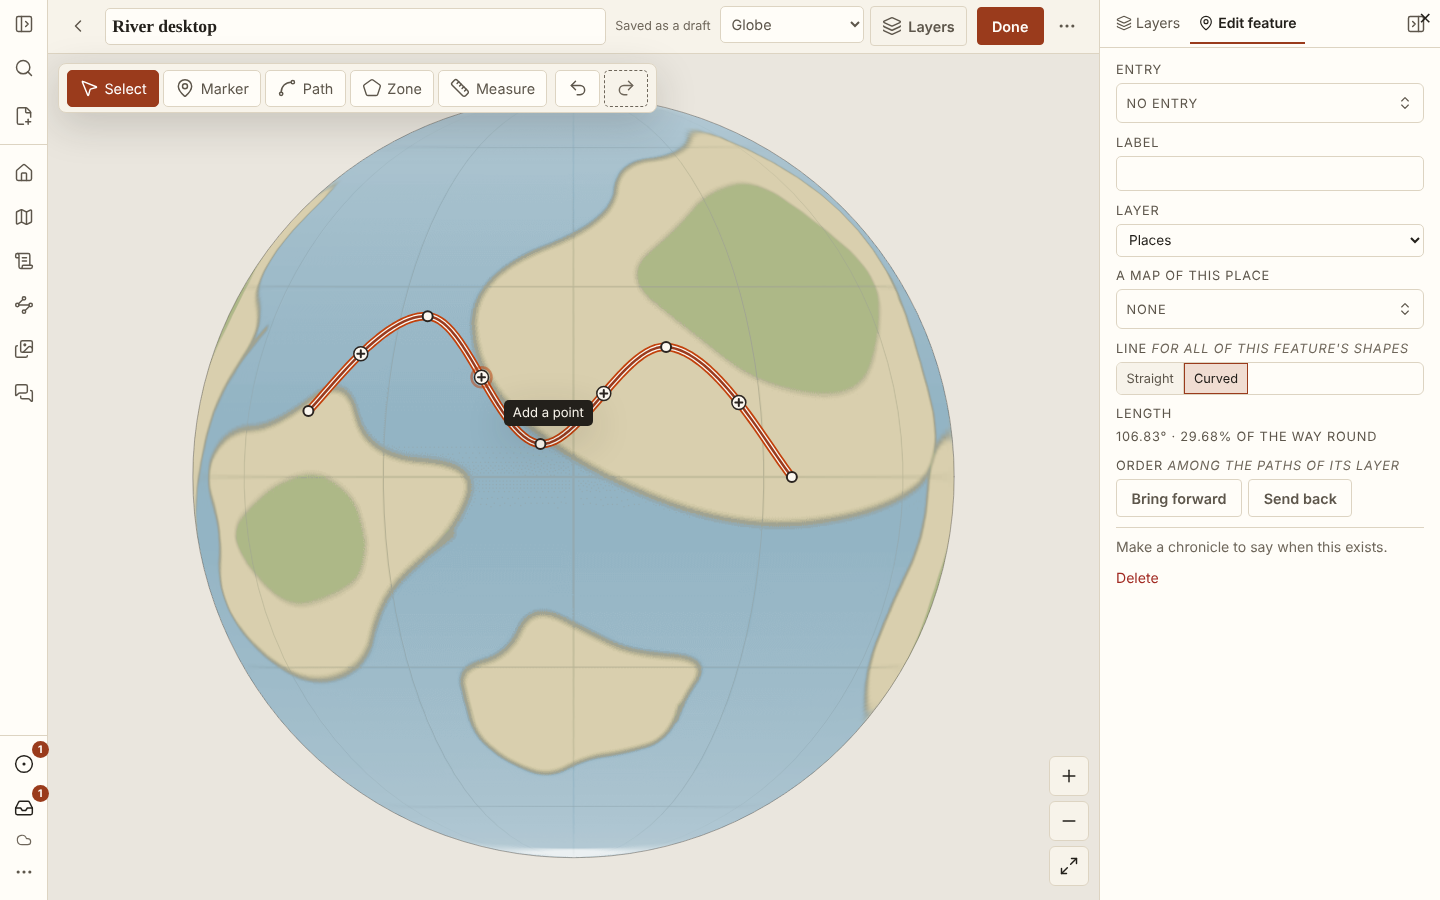 River desktop
Saved as a draft
Globe
Layers
Done
Layers
Edit feature
Select
Marker
Path
Zone
Measure
ENTRY
NO ENTRY
LABEL
LAYER
Places
A MAP OF THIS PLACE
NONE
LINE FOR ALL OF THIS FEATURE'S SHAPES
Straight
Curved
LENGTH
106.83° · 29.68% OF THE WAY ROUND
ORDER AMONG THE PATHS OF ITS LAYER
Bring forward
Send back
Make a chronicle to say when this exists.
Delete
Add a point
1
1